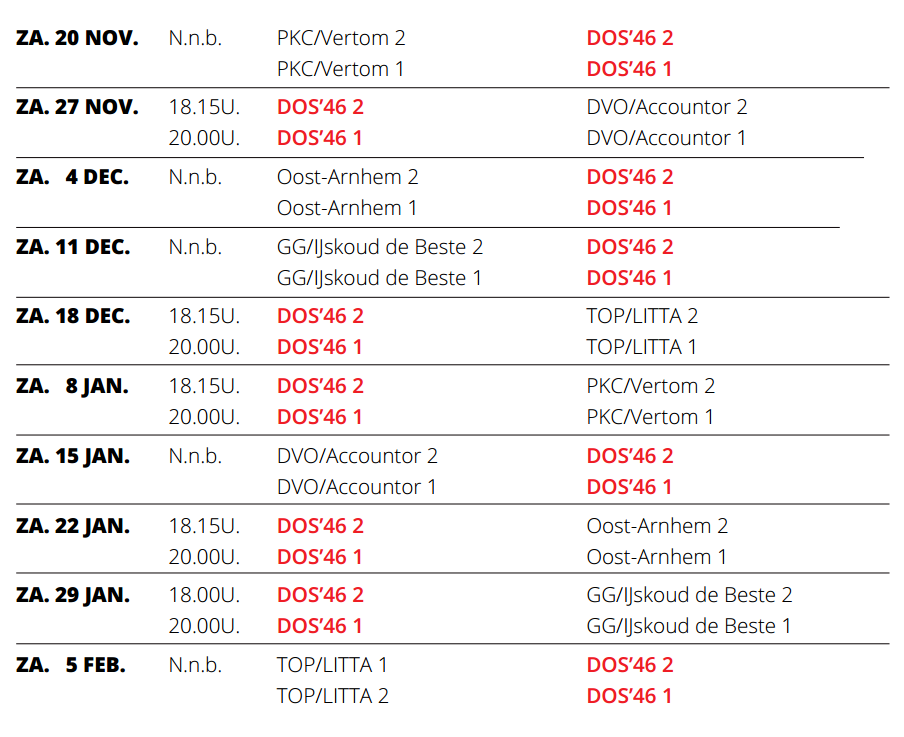 ZA. 20 NOV. N.n.b. PKC/Vertom 2 DOS’46 2
PKC/Vertom 1 DOS’46 1
ZA. 27 NOV. 18.15U. DOS’46 2 DVO/Accountor 2
20.00U. DOS’46 1 DVO/Accountor 1
ZA. 4 DEC. N.n.b. Oost-Arnhem 2 DOS’46 2
Oost-Arnhem 1 DOS’46 1
ZA. 11 DEC. N.n.b. GG/IJskoud de Beste 2 DOS’46 2
GG/IJskoud de Beste 1 DOS’46 1
ZA. 18 DEC. 18.15U. DOS’46 2 TOP/LITTA 2
20.00U. DOS’46 1 TOP/LITTA 1
ZA. 8 JAN. 18.15U. DOS’46 2 PKC/Vertom 2
20.00U. DOS’46 1 PKC/Vertom 1
ZA. 15 JAN. N.n.b. DVO/Accountor 2 DOS’46 2
DVO/Accountor 1 DOS’46 1
ZA. 22 JAN. 18.15U. DOS’46 2 Oost-Arnhem 2
20.00U. DOS’46 1 Oost-Arnhem 1
ZA. 29 JAN. 18.00U. DOS’46 2 GG/IJskoud de Beste 2
20.00U. DOS’46 1 GG/IJskoud de Beste 1
ZA. 5 FEB. N.n.b. TOP/LITTA 1 DOS’46 2
TOP/LITTA 2 DOS’46 1